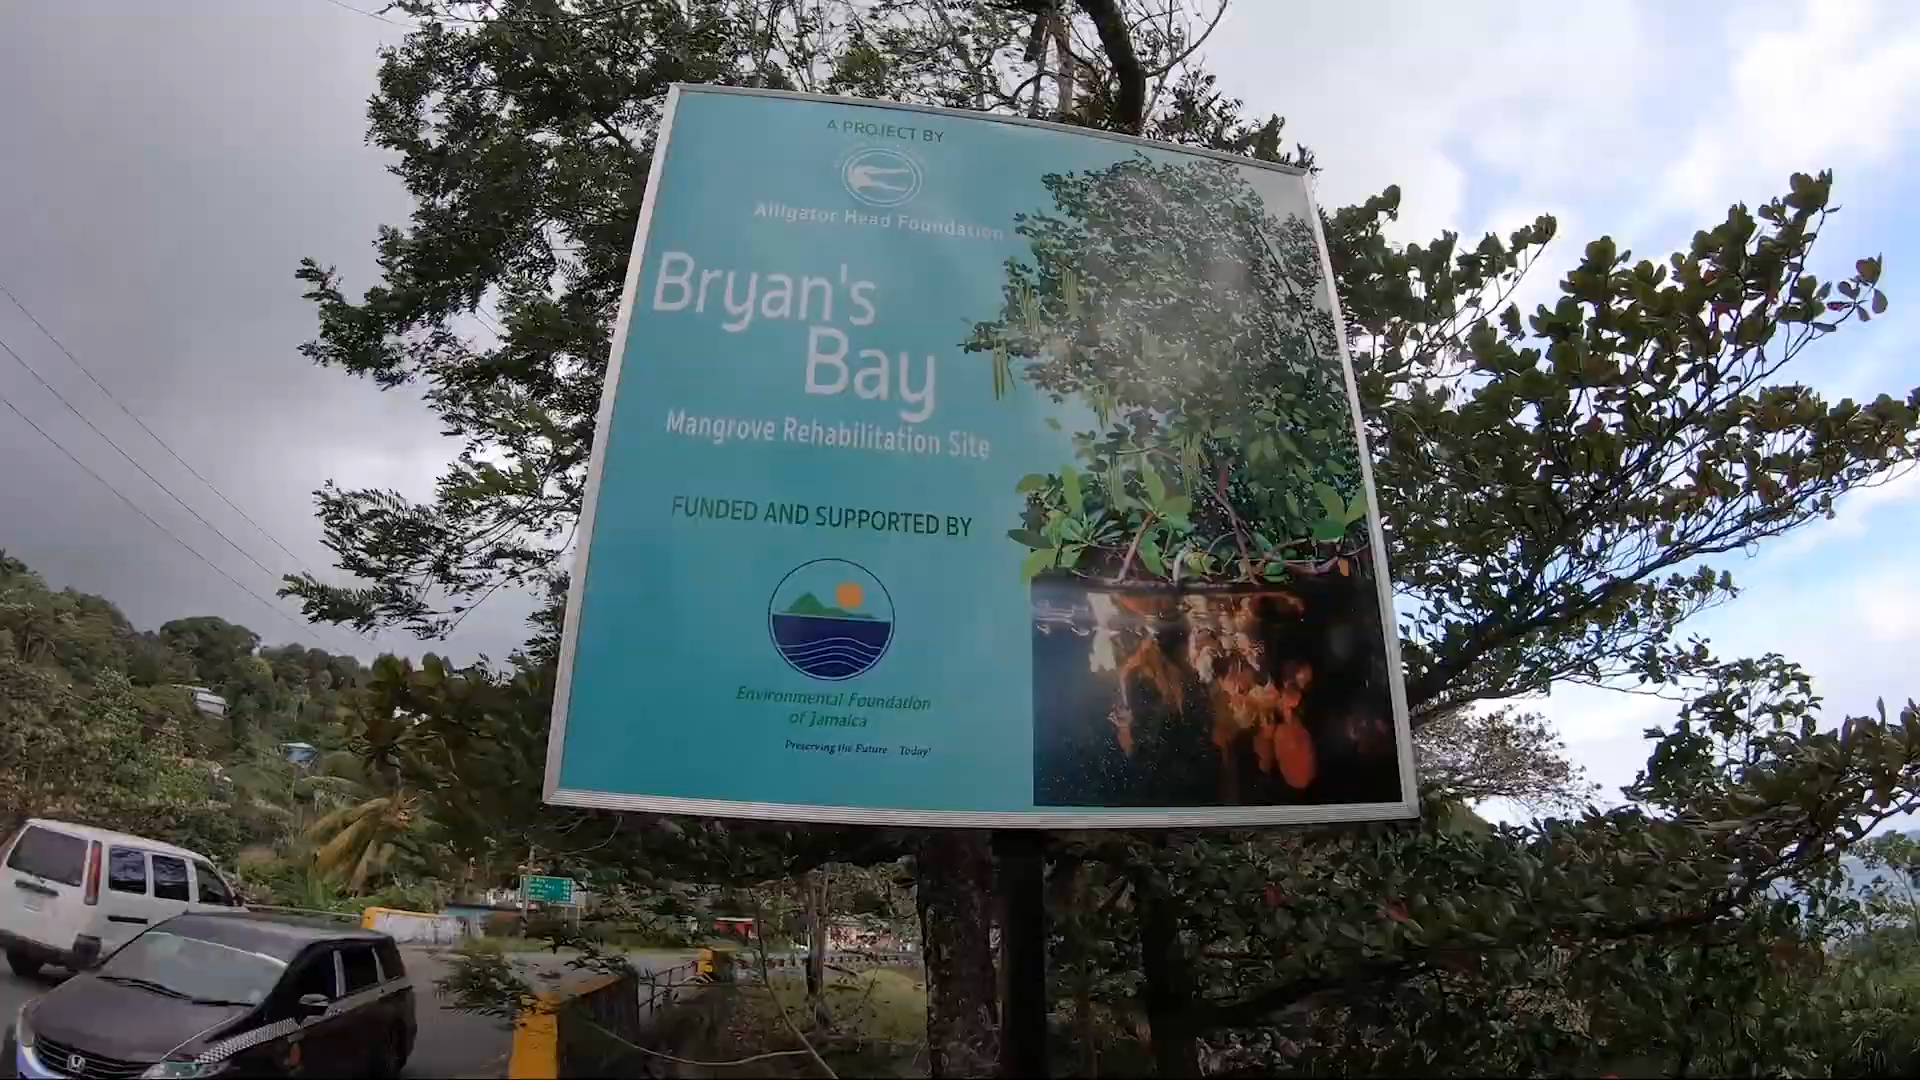 A PROJECT BY
Alligator Head Foundation
Bryan's
Bay
Mangrove Rehabilitation Site
FUNDED AND SUPPORTED BY
Environmental Foundation
of Jamaica
Preserving the Future... Today!